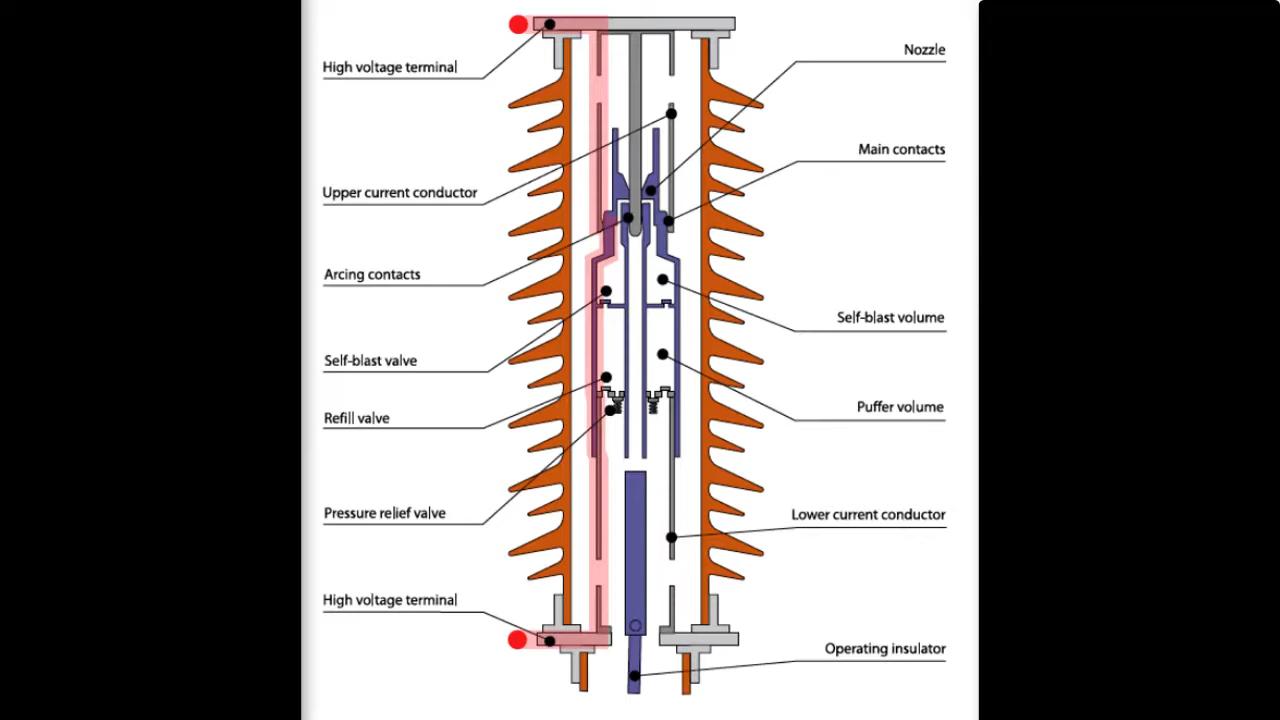 High voltage terminal
Upper current conductor
Arcing contacts
Self-blast valve
Refill valve
Pressure relief valve
High voltage terminal
Nozzle
Main contacts
Self-blast volume
Puffer volume
Lower current conductor
Operating insulator